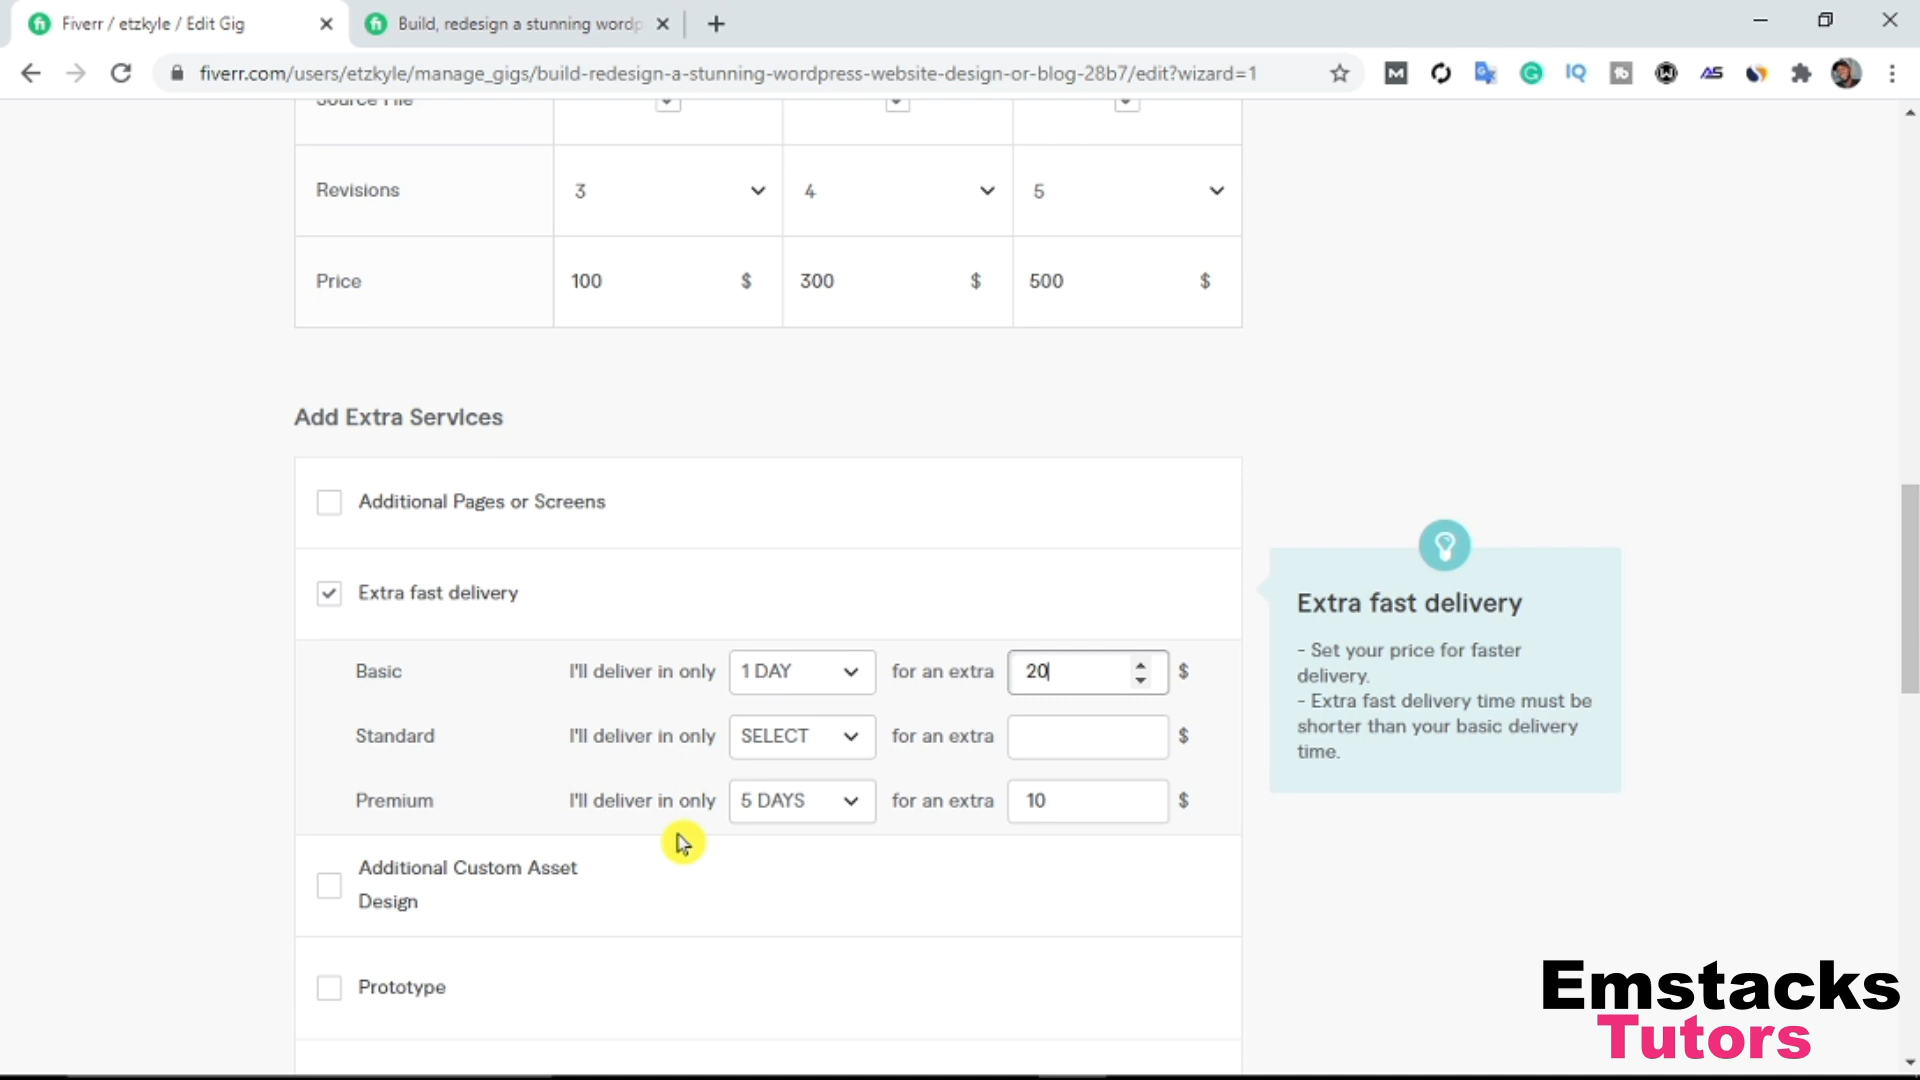 Fiverr / etzkyle / Edit Gig
Build, redesign a stunning wordp
fiverr.com/users/etzkyle/manage_gigs/build-redesign-a-stunning-wordpress-website-design-or-blog-28b7/edit?wizard=1
Source File
Revisions 3 4 5
Price 100 $ 300 $ 500 $
Add Extra Services
Additional Pages or Screens
Extra fast delivery
Basic I'll deliver in only 1 DAY for an extra 20 $
Standard I'll deliver in only SELECT for an extra $
Premium I'll deliver in only 5 DAYS for an extra 10 $
Additional Custom Asset
Design
Prototype
Extra fast delivery
- Set your price for faster
delivery.
- Extra fast delivery time must be
shorter than your basic delivery
time.
Emstacks
Tutors